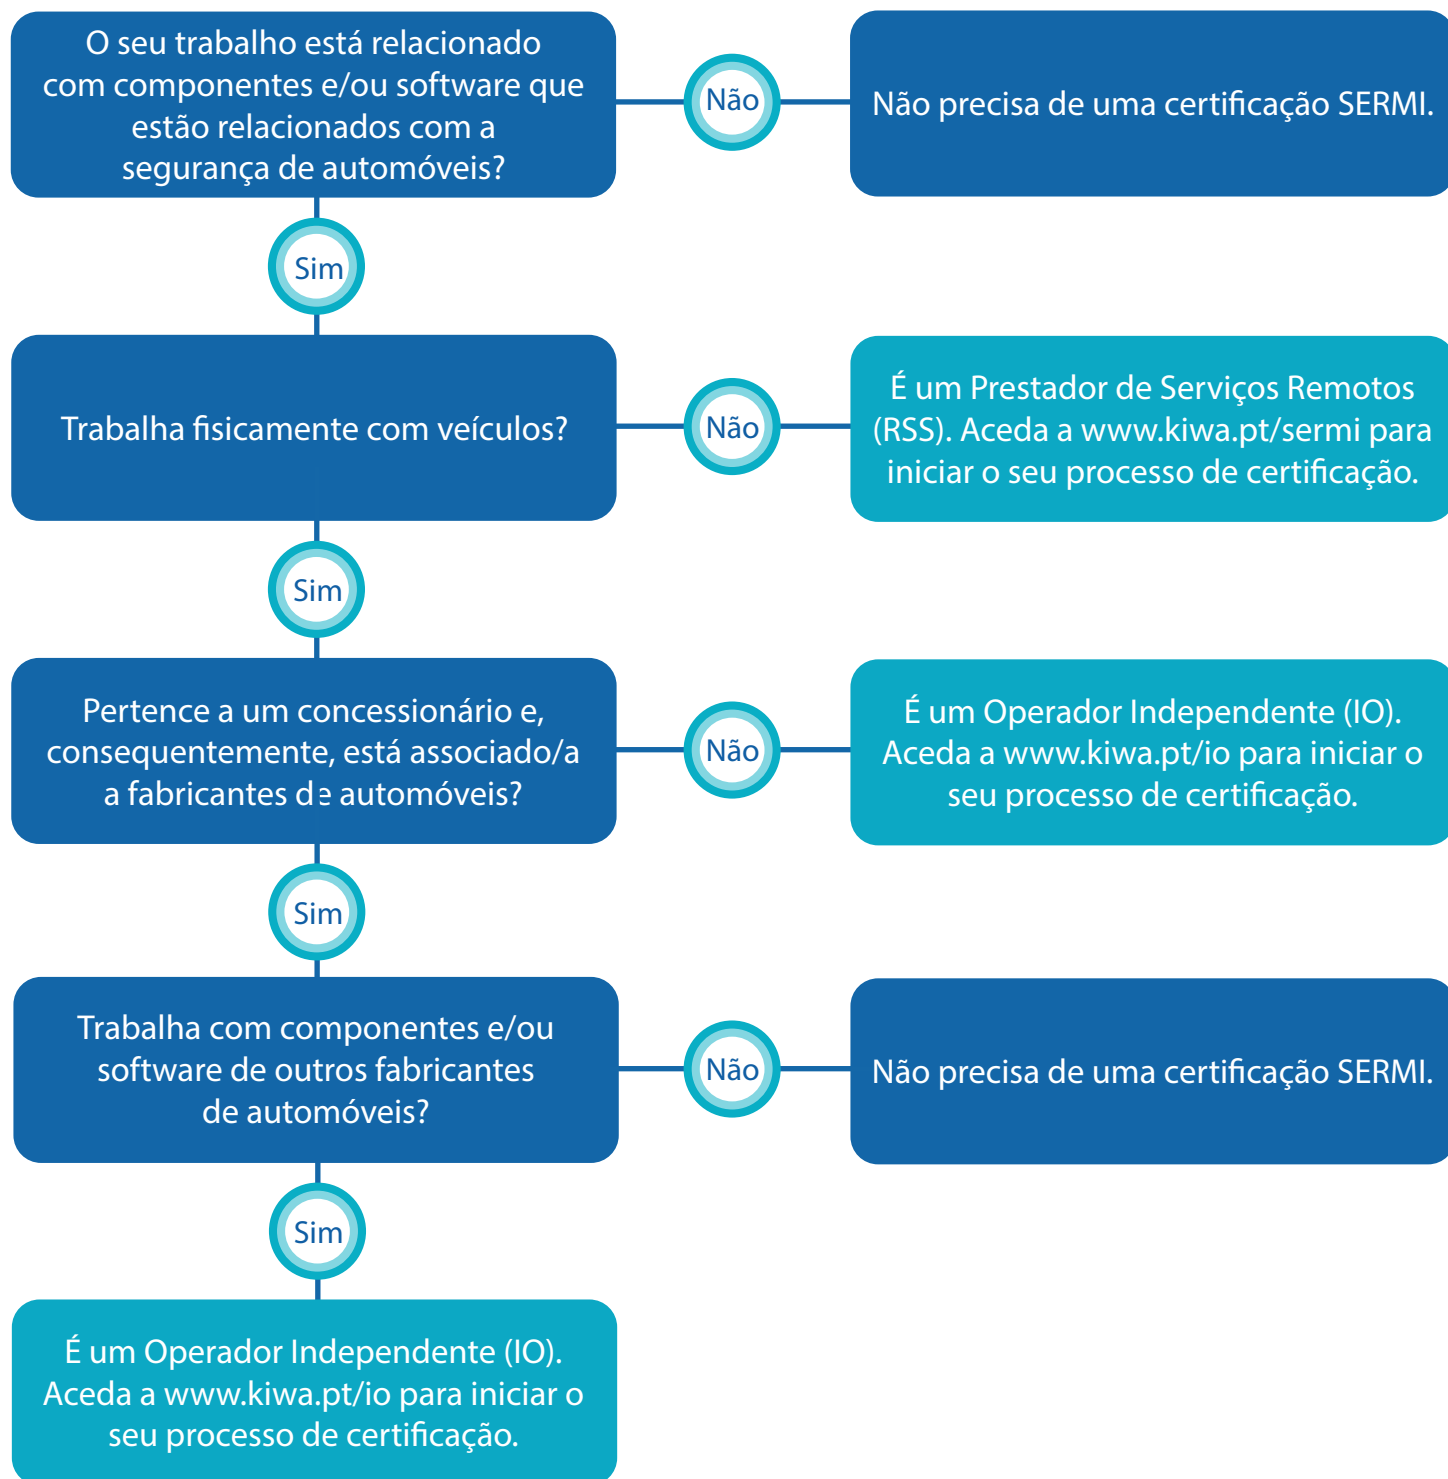 O seu trabalho está relacionado
com componentes e/ou software que
estão relacionados com a
segurança de automóveis?
Não
Não precisa de uma certificação SERMI.
Sim
Trabalha fisicamente com veículos?
Não
É um Prestador de Serviços Remotos
(RSS). Aceda a www.kiwa.pt/sermi para
iniciar o seu processo de certificação.
Sim
Pertence a um concessionário e,
consequentemente, está associado/a
a fabricantes de automóveis?
Não
É um Operador Independente (IO).
Aceda a www.kiwa.pt/io para iniciar o
seu processo de certificação.
Sim
Trabalha com componentes e/ou
software de outros fabricantes
de automóveis?
Não
Não precisa de uma certificação SERMI.
Sim
É um Operador Independente (IO).
Aceda a www.kiwa.pt/io para iniciar o
seu processo de certificação.